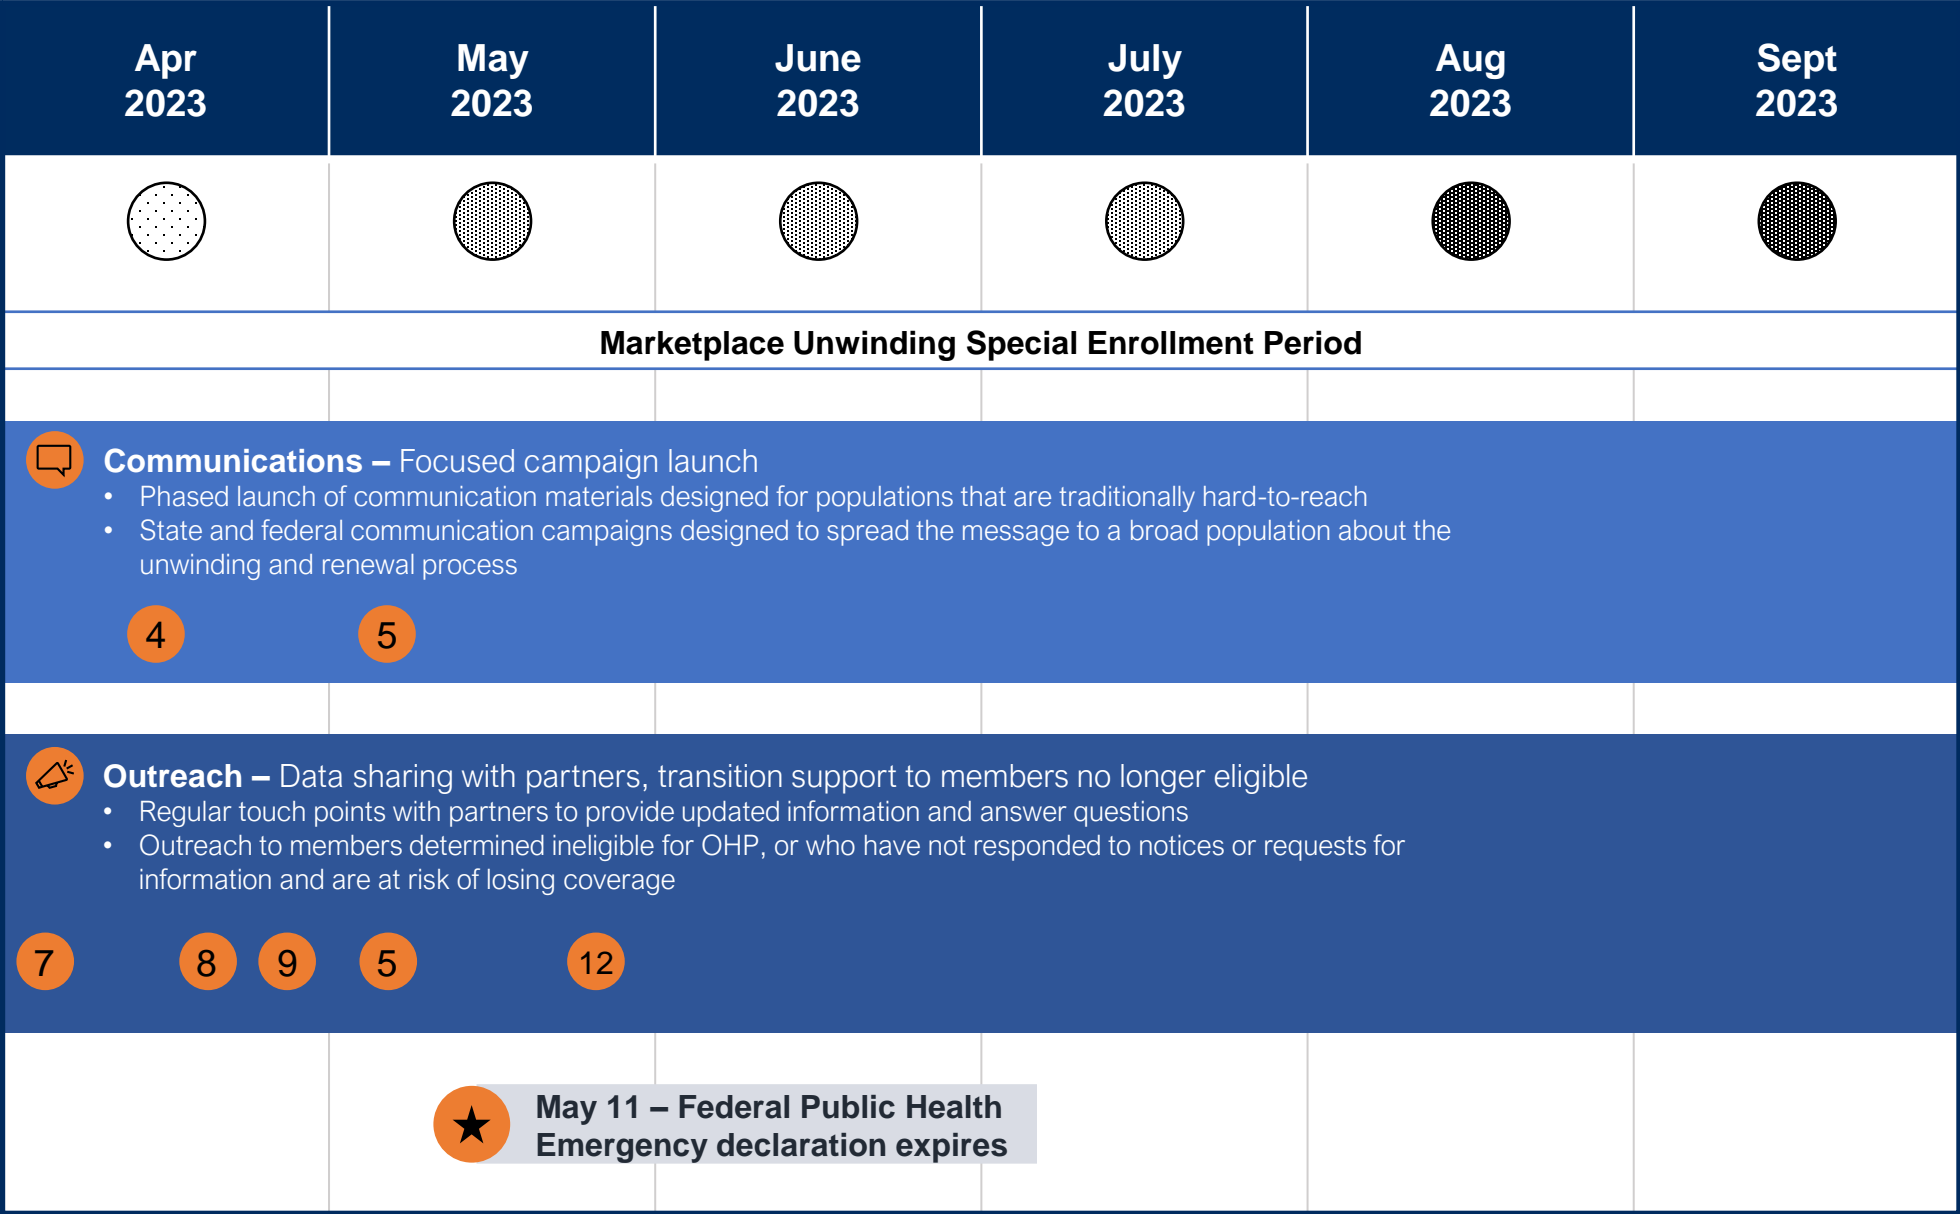 Apr
2023
May
2023
June
2023
July
2023
Aug
2023
Sept
2023
Marketplace Unwinding Special Enrollment Period
Communications – Focused campaign launch
• Phased launch of communication materials designed for populations that are traditionally hard-to-reach
• State and federal communication campaigns designed to spread the message to a broad population about the
unwinding and renewal process
4
5
Outreach – Data sharing with partners, transition support to members no longer eligible
• Regular touch points with partners to provide updated information and answer questions
• Outreach to members determined ineligible for OHP, or who have not responded to notices or requests for
information and are at risk of losing coverage
7
8
9
5
12
May 11 – Federal Public Health
Emergency declaration expires